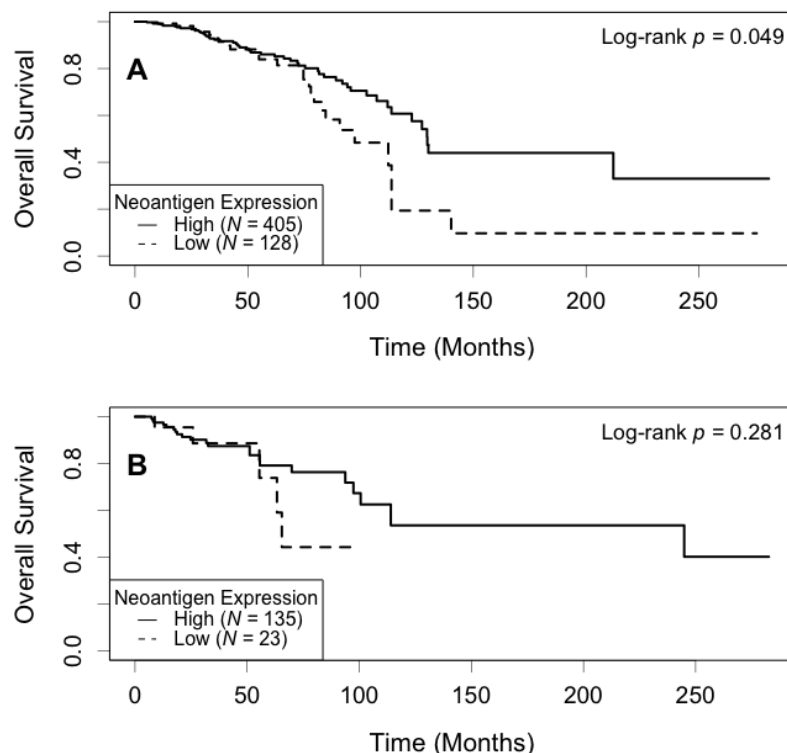 Log-rank p = 0.049
A
Overall Survival
0.8
0.4
0.0
Neoantigen Expression
High (N = 405)
Low (N = 128)
0 50 100 150 200 250
Time (Months)
Log-rank p = 0.281
B
Overall Survival
0.8
0.4
0.0
Neoantigen Expression
High (N = 135)
Low (N = 23)
0 50 100 150 200 250
Time (Months)